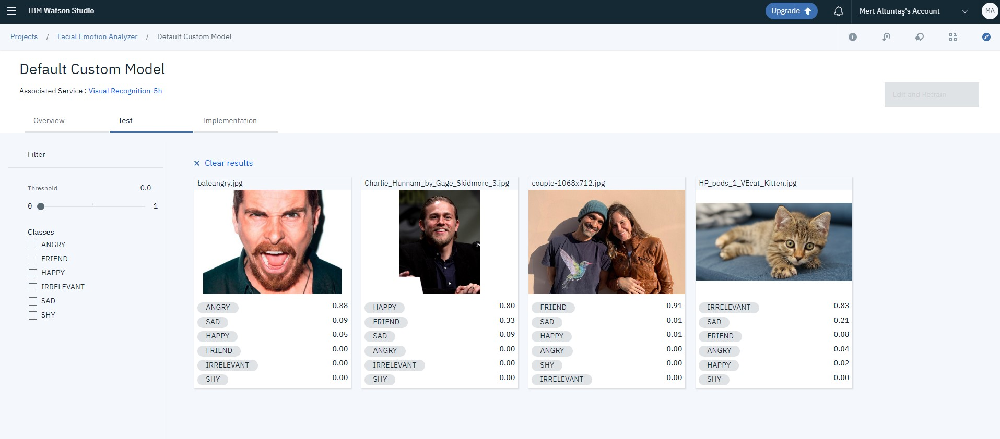 IBM Watson Studio
Upgrade
Mert Altuntaş's Account
MA
Projects / Facial Emotion Analyzer / Default Custom Model
Default Custom Model
Associated Service : Visual Recognition-5h
Edit and Retrain
Overview
Test
Implementation
Filter
Threshold 0.0
0 1
Classes
ANGRY
FRIEND
HAPPY
IRRELEVANT
SAD
SHY
Clear results
baleangry.jpg
ANGRY 0.88
SAD 0.09
HAPPY 0.05
FRIEND 0.00
IRRELEVANT 0.00
SHY 0.00
Charlie_Hunnam_by_Gage_Skidmore_3.jpg
HAPPY 0.80
FRIEND 0.33
SAD 0.09
ANGRY 0.00
IRRELEVANT 0.00
SHY 0.00
couple-1068x712.jpg
FRIEND 0.91
SAD 0.01
HAPPY 0.01
ANGRY 0.00
SHY 0.00
IRRELEVANT 0.00
HP_pods_1_VEcat_Kitten.jpg
IRRELEVANT 0.83
SAD 0.21
FRIEND 0.08
ANGRY 0.04
HAPPY 0.02
SHY 0.00